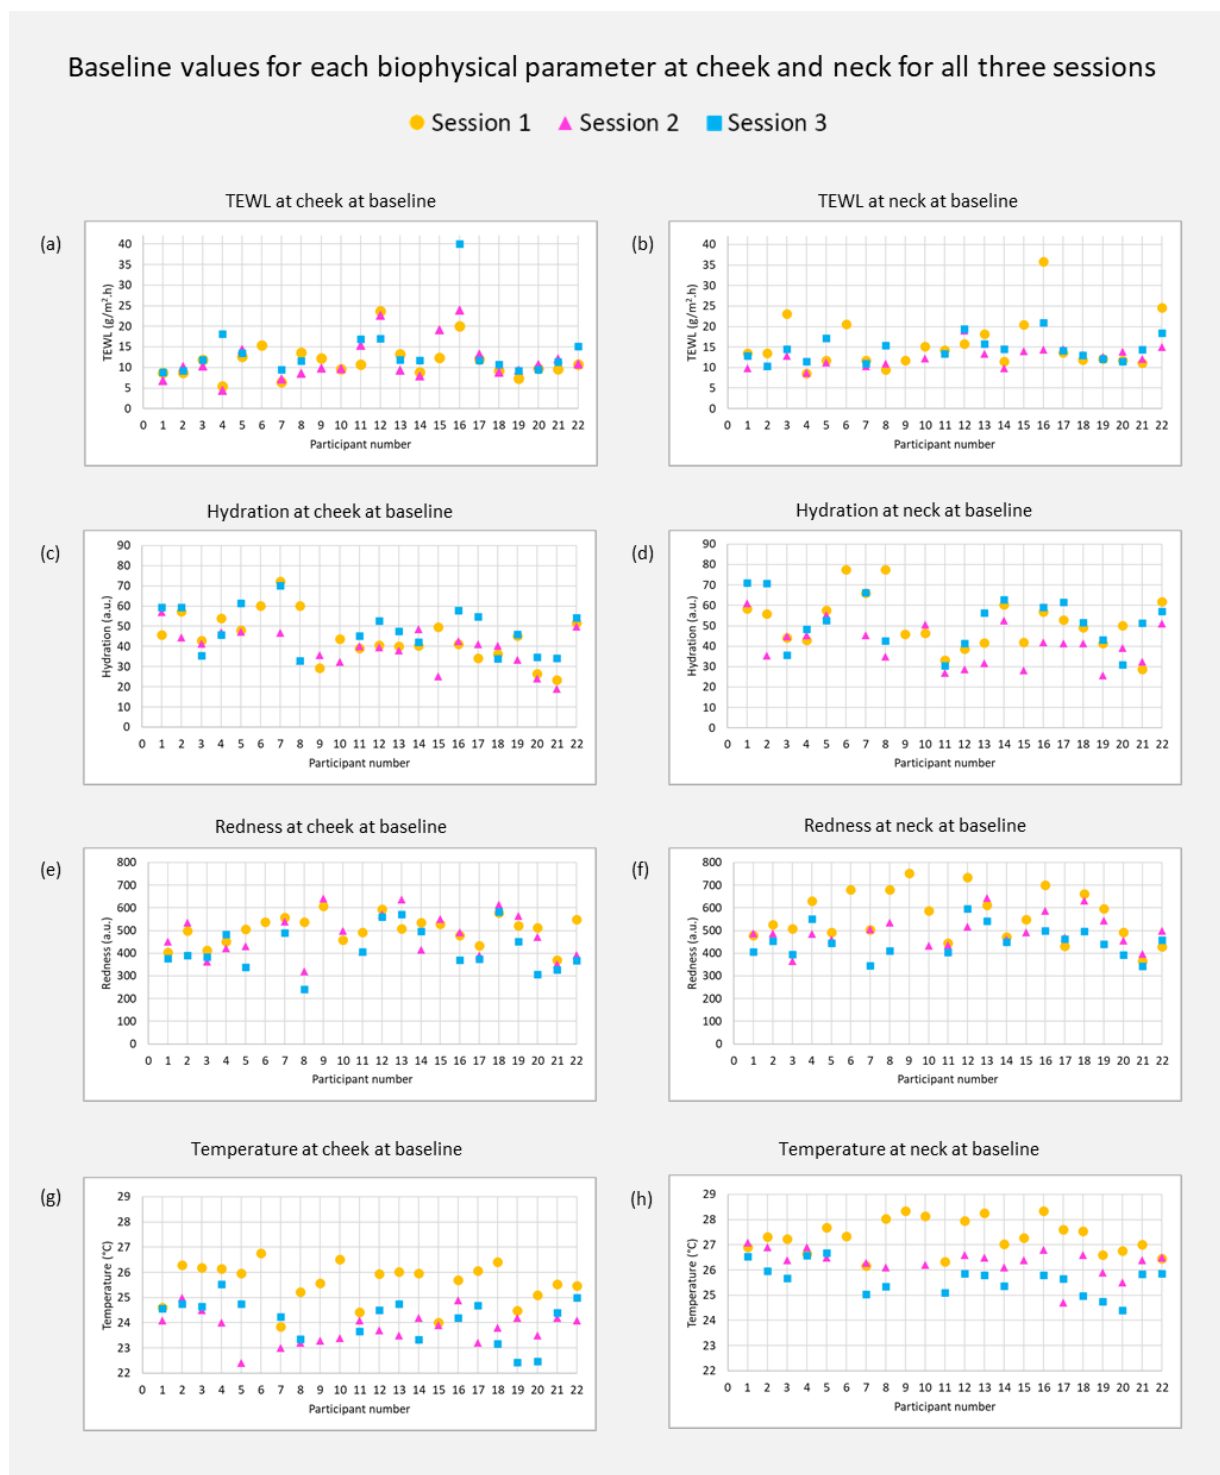 Baseline values for each biophysical parameter at cheek and neck for all three sessions
Session 1 Session 2 Session 3
TEWL at cheek at baseline
(a)
TEWL (g/m².h)
40
35
30
25
20
15
10
5
0
0 1 2 3 4 5 6 7 8 9 10 11 12 13 14 15 16 17 18 19 20 21 22
Participant number
TEWL at neck at baseline
(b)
TEWL (g/m².h)
40
35
30
25
20
15
10
5
0
0 1 2 3 4 5 6 7 8 9 10 11 12 13 14 15 16 17 18 19 20 21 22
Participant number
Hydration at cheek at baseline
(c)
Hydration (a.u.)
90
80
70
60
50
40
30
20
10
0
0 1 2 3 4 5 6 7 8 9 10 11 12 13 14 15 16 17 18 19 20 21 22
Participant number
Hydration at neck at baseline
(d)
Hydration (a.u.)
90
80
70
60
50
40
30
20
10
0
0 1 2 3 4 5 6 7 8 9 10 11 12 13 14 15 16 17 18 19 20 21 22
Participant number
Redness at cheek at baseline
(e)
Redness (a.u.)
800
700
600
500
400
300
200
100
0
0 1 2 3 4 5 6 7 8 9 10 11 12 13 14 15 16 17 18 19 20 21 22
Participant number
Redness at neck at baseline
(f)
Redness (a.u.)
800
700
600
500
400
300
200
100
0
0 1 2 3 4 5 6 7 8 9 10 11 12 13 14 15 16 17 18 19 20 21 22
Participant number
Temperature at cheek at baseline
(g)
Temperature (°C)
29
28
27
26
25
24
23
22
0 1 2 3 4 5 6 7 8 9 10 11 12 13 14 15 16 17 18 19 20 21 22
Participant number
Temperature at neck at baseline
(h)
Temperature (°C)
29
28
27
26
25
24
23
22
0 1 2 3 4 5 6 7 8 9 10 11 12 13 14 15 16 17 18 19 20 21 22
Participant number